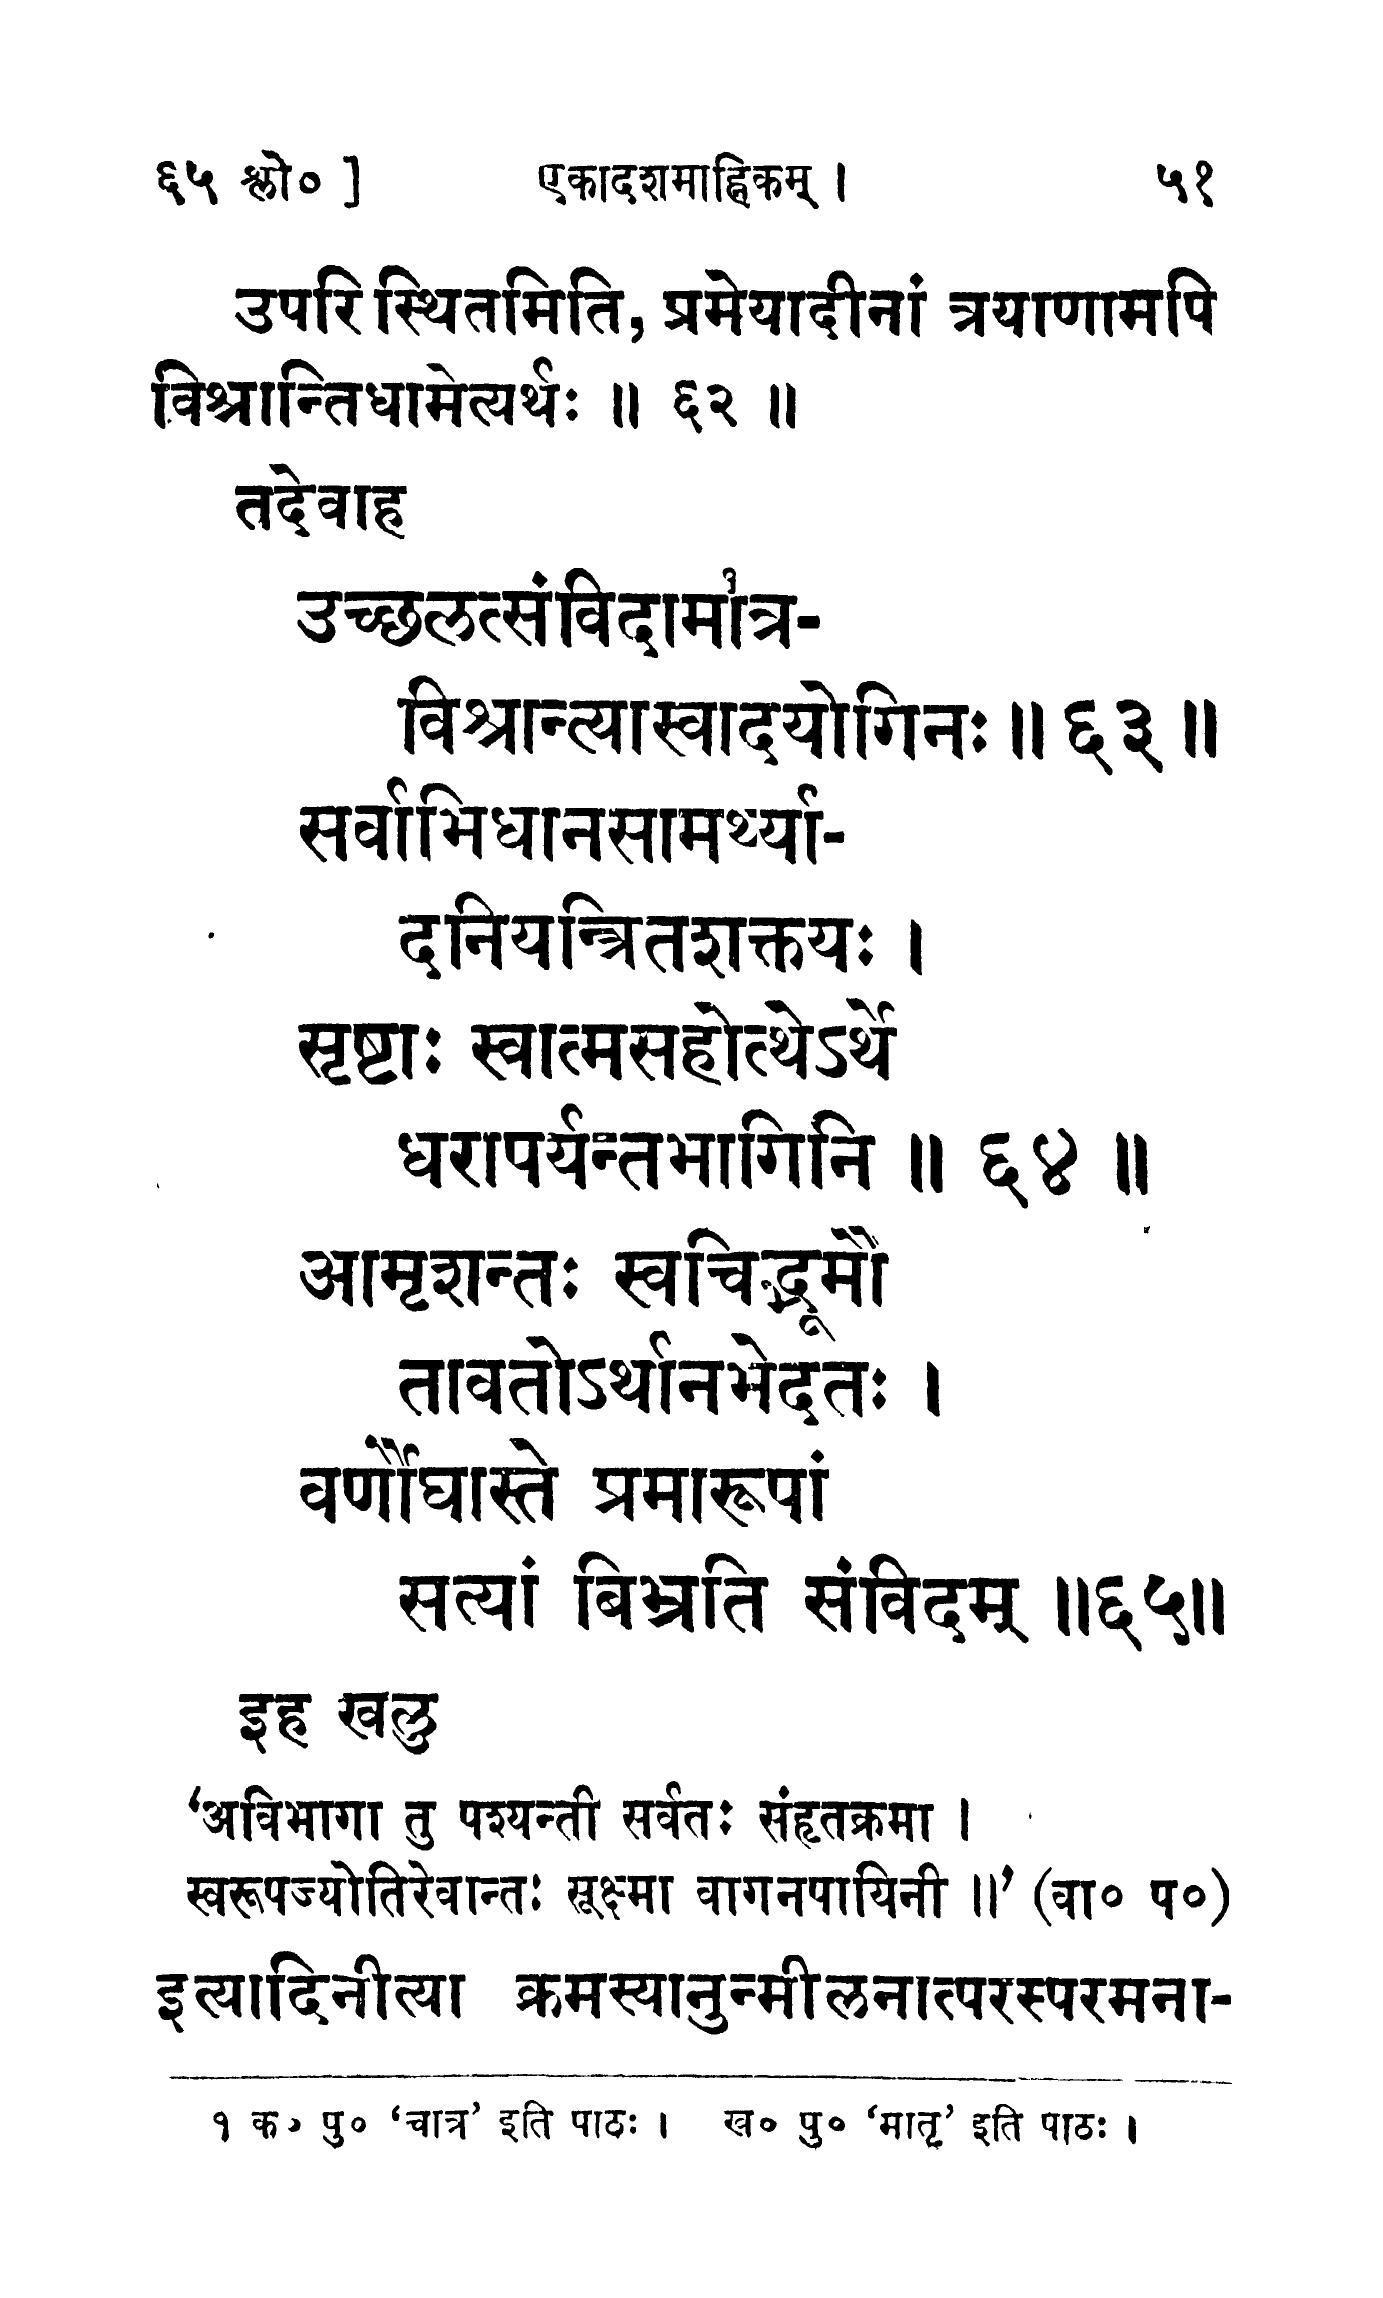 ६५ श्लो० ] एकादशमाह्निकम् । ५१
उपरि स्थितमिति, प्रमेयादीनां त्रयाणामपि
विश्रान्तिधामेत्यर्थः ॥ ६२ ॥
तदेवाह
उच्छलत्संविदामा१त्र-
विश्रान्त्यास्वादयोगिनः ॥ ६३ ॥
सर्वाभिधानसामर्थ्या-
दनियन्त्रितशक्तयः ।
सृष्टाः स्वात्मसहोत्थेऽर्थे
धरापर्यन्तभागिनि ॥ ६४ ॥
आमृशन्तः स्वचिद्भूमौ
तावतोऽर्थानभेदतः ।
वर्णौघास्ते प्रमारूपां
सत्यां बिभ्रति संविदम् ॥६५॥
इह खलु
‘अविभागा तु पश्यन्ती सर्वतः संहृतक्रमा ।
स्वरूपज्योतिरेवान्तः सूक्ष्मा वागनपायिनी ॥’ (वा० प०)
इत्यादिनीत्या क्रमस्यानुन्मीलनात्परस्परमना-
१ क० पु० ‘चात्र’ इति पाठः । ख० पु० ‘मातृ’ इति पाठः ।